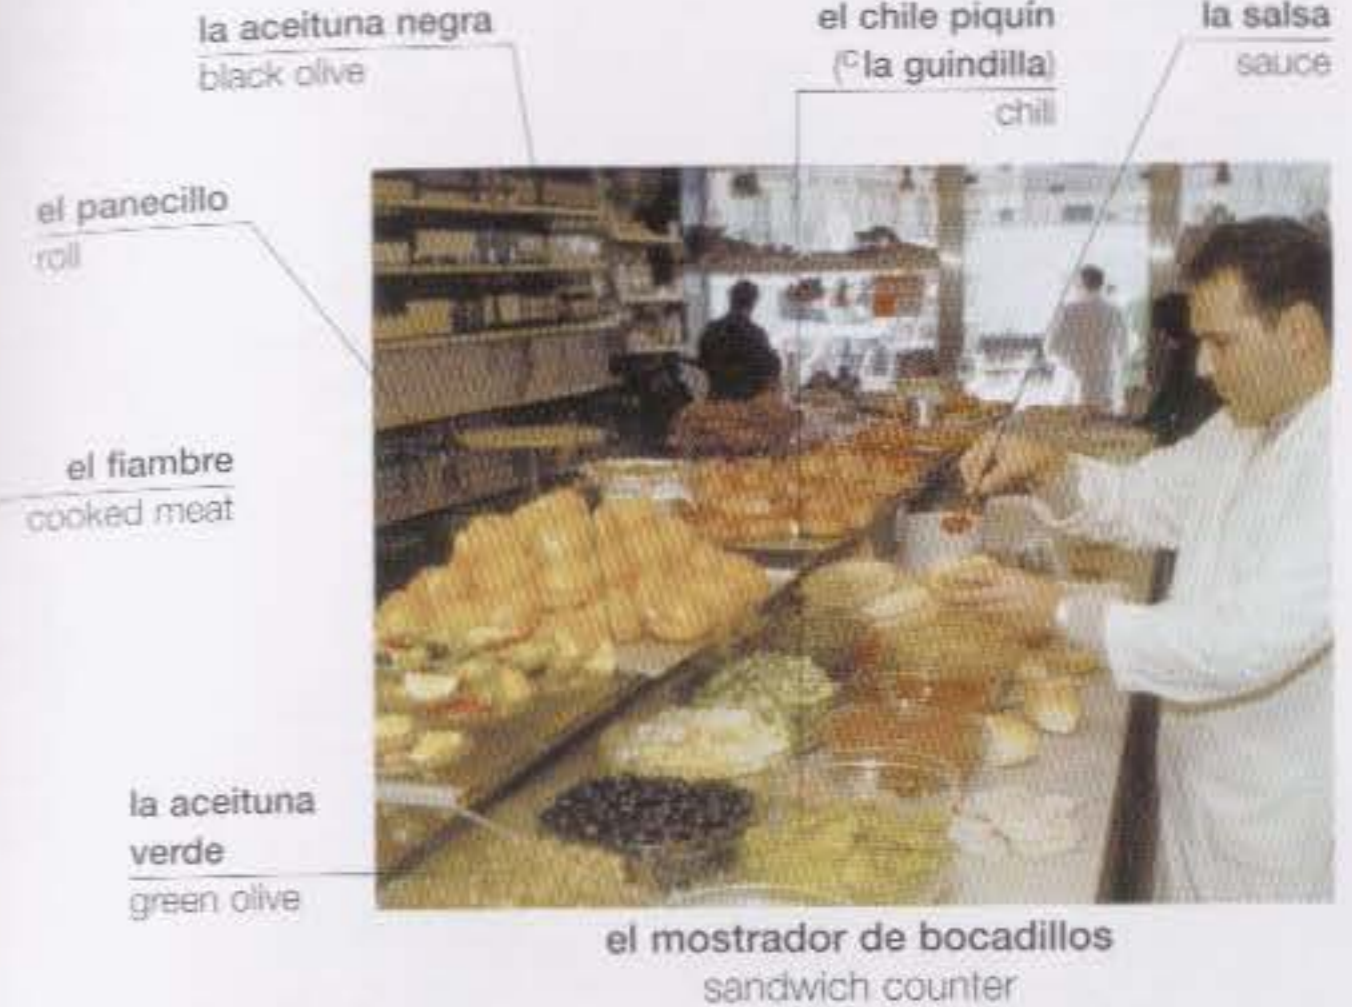 la aceituna negra
black olive
el chile piquín
(C la guindilla)
chili
la salsa
sauce
el panecillo
roll
el fiambre
cooked meat
la aceituna
verde
green olive
el mostrador de bocadillos
sandwich counter